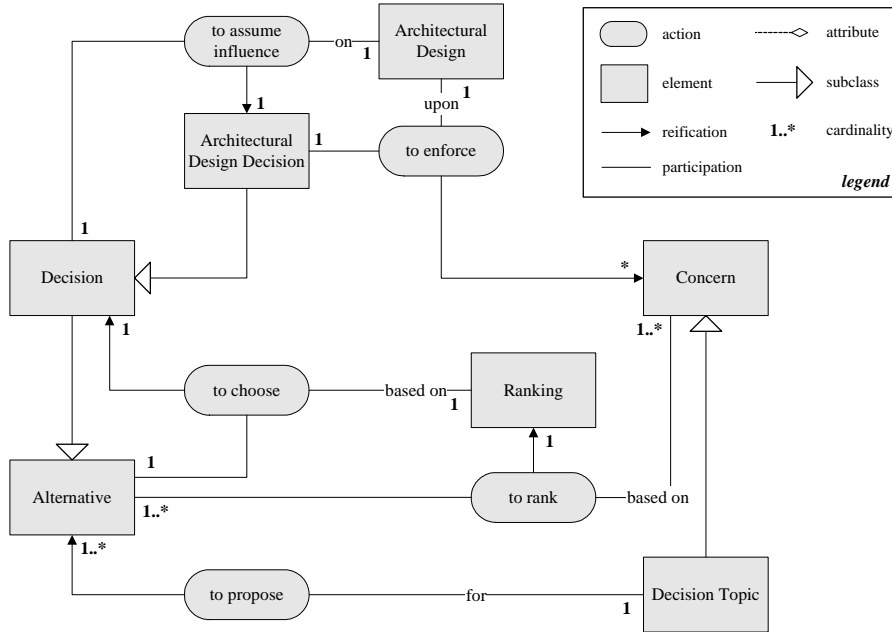 to assume
influence
on
1
Architectural
Design
1
upon
1
Architectural
Design Decision
1
to enforce
action
attribute
element
subclass
reification
1..*
cardinality
participation
legend
1
Decision
1
*
Concern
1..*
to choose
based on
1
Ranking
1
1
Alternative
1..*
to rank
based on
1..*
to propose
for
1
Decision Topic